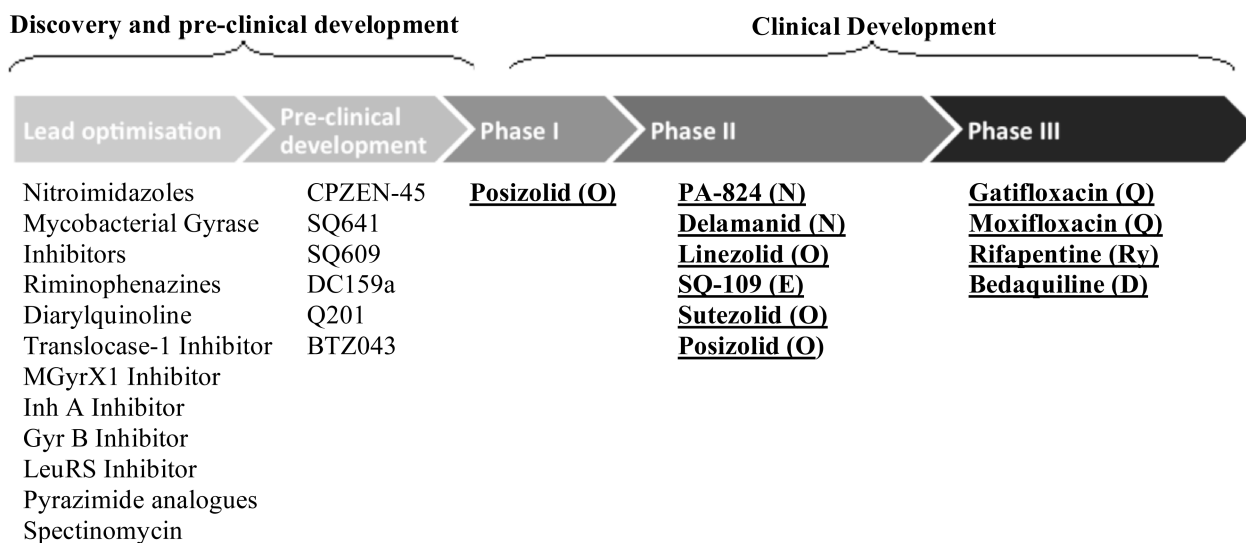 Discovery and pre-clinical development
Clinical Development
Lead optimisation
Pre-clinical
development
Phase I
Phase II
Phase III
Nitroimidazoles
Mycobacterial Gyrase
Inhibitors
Riminophenazines
Diarylquinoline
Translocase-1 Inhibitor
MGyrX1 Inhibitor
Inh A Inhibitor
Gyr B Inhibitor
LeuRS Inhibitor
Pyrazimide analogues
Spectinomycin
CPZEN-45
SQ641
SQ609
DC159a
Q201
BTZ043
Posizolid (O)
PA-824 (N)
Delamanid (N)
Linezolid (O)
SQ-109 (E)
Sutezolid (O)
Posizolid (O)
Gatifloxacin (Q)
Moxifloxacin (Q)
Rifapentine (Ry)
Bedaquiline (D)